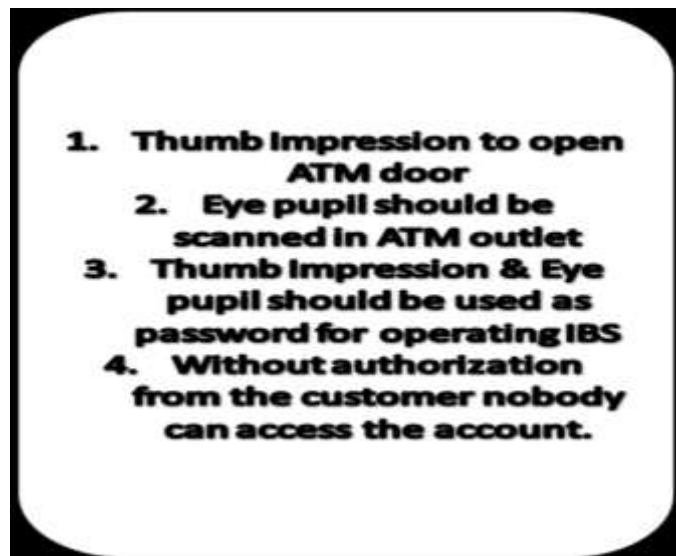 1. Thumb Impression to open
ATM door
2. Eye pupil should be
scanned in ATM outlet
3. Thumb Impression & Eye
pupil should be used as
password for operating IBS
4. Without authorization
from the customer nobody
can access the account.